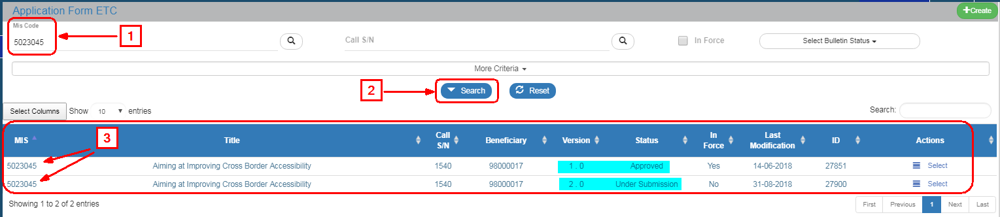 Application Form ETC
Create
Mis Code
1
5023045
Call S/N
In Force
Select Bulletin Status
More Criteria
2
Search
Reset
Select Columns Show 10 entries
Search:
3
MIS Title Call S/N Beneficiary Version Status In Force Last Modification ID Actions
5023045 Aiming at Improving Cross Border Accessibility 1540 98000017 1 . 0 Approved Yes 14-06-2018 27851 Select
5023045 Aiming at Improving Cross Border Accessibility 1540 98000017 2 . 0 Under Submission No 31-08-2018 27900 Select
Showing 1 to 2 of 2 entries
First Previous 1 Next Last